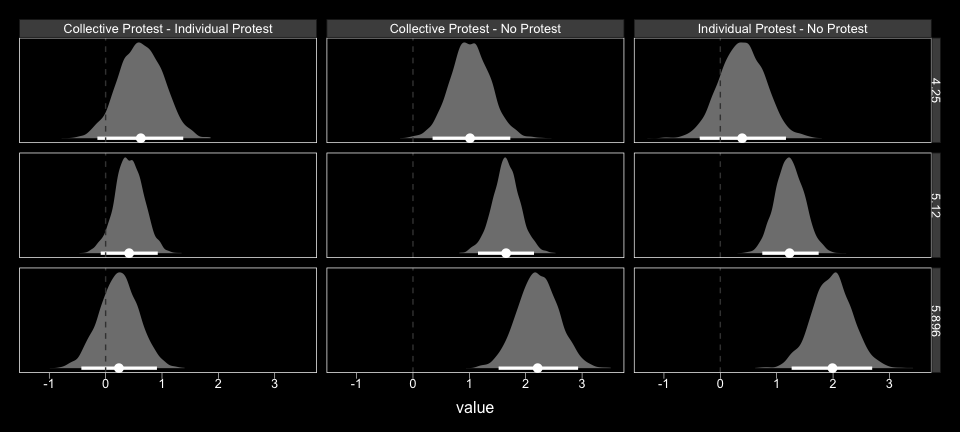 Collective Protest - Individual Protest
Collective Protest - No Protest
Individual Protest - No Protest
4.25
5.12
5.896
-1 0 1 2 3
-1 0 1 2 3
-1 0 1 2 3
value